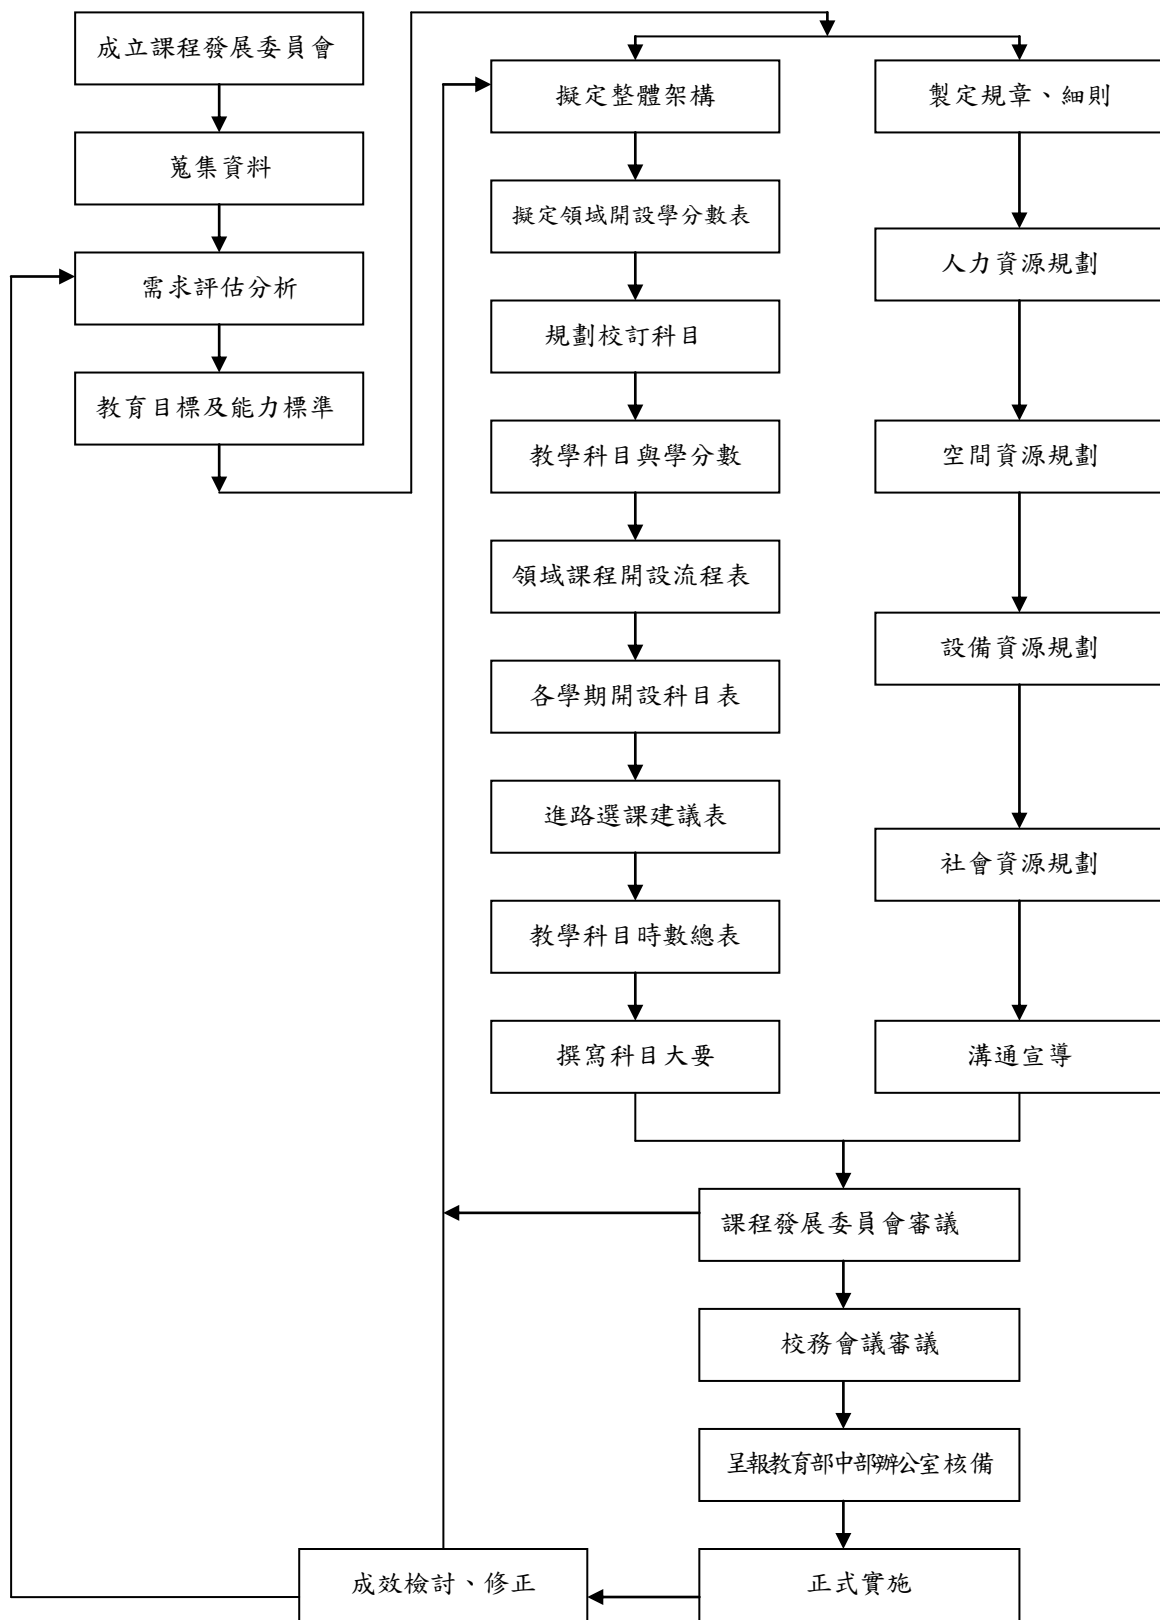 成立課程發展委員會
蒐集資料
需求評估分析
教育目標及能力標準
擬定整體架構
擬定領域開設學分數表
規劃校訂科目
教學科目與學分數
領域課程開設流程表
各學期開設科目表
進路選課建議表
教學科目時數總表
撰寫科目大要
製定規章、細則
人力資源規劃
空間資源規劃
設備資源規劃
社會資源規劃
溝通宣導
課程發展委員會審議
校務會議審議
呈報教育部中部辦公室核備
正式實施
成效檢討、修正